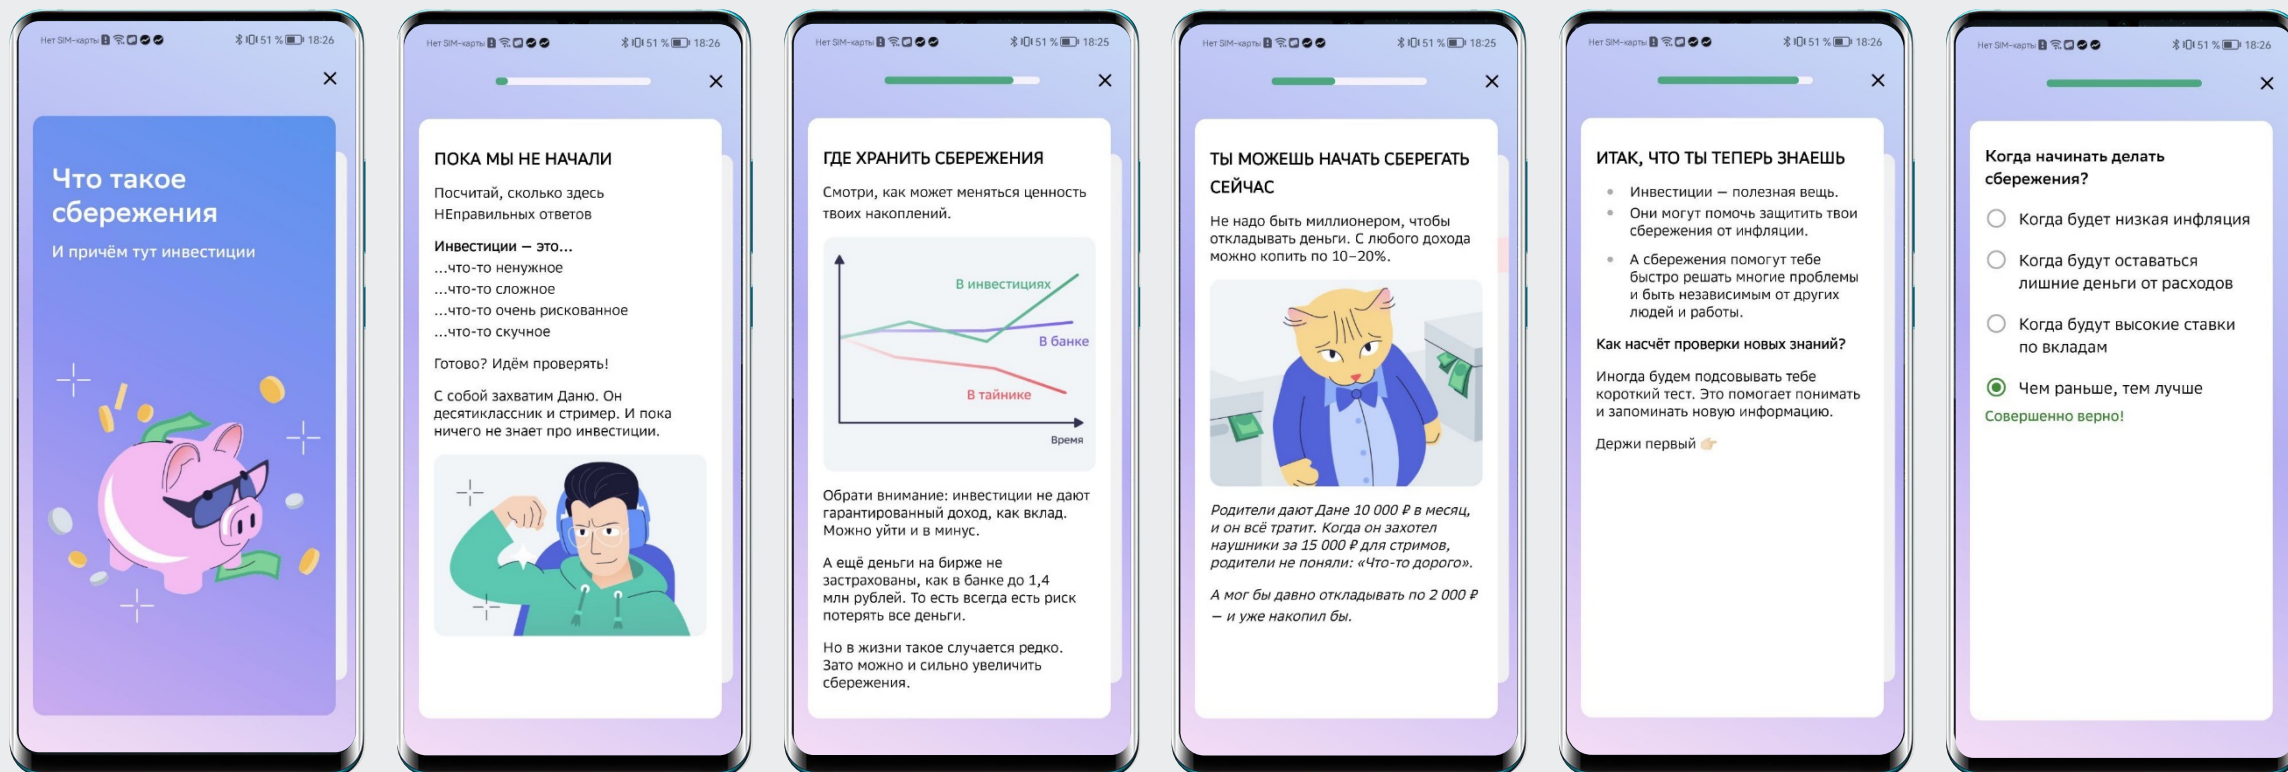 Нет SIM-карты 51 % 18:26
Что такое
сбережения
И причём тут инвестиции
Нет SIM-карты 51 % 18:26
ПОКА МЫ НЕ НАЧАЛИ
Посчитай, сколько здесь
НЕправильных ответов
Инвестиции — это...
...что-то ненужное
...что-то сложное
...что-то очень рискованное
...что-то скучное
Готово? Идём проверять!
С собой захватим Даню. Он
десятиклассник и стример. И пока
ничего не знает про инвестиции.
Нет SIM-карты 51 % 18:25
ГДЕ ХРАНИТЬ СБЕРЕЖЕНИЯ
Смотри, как может меняться ценность
твоих накоплений.
В инвестициях
В банке
В тайнике
Время
Обрати внимание: инвестиции не дают
гарантированный доход, как вклад.
Можно уйти и в минус.
А ещё деньги на бирже не
застрахованы, как в банке до 1,4
млн рублей. То есть всегда есть риск
потерять все деньги.
Но в жизни такое случается редко.
Зато можно и сильно увеличить
сбережения.
Нет SIM-карты 51 % 18:25
ТЫ МОЖЕШЬ НАЧАТЬ СБЕРЕГАТЬ
СЕЙЧАС
Не надо быть миллионером, чтобы
откладывать деньги. С любого дохода
можно копить по 10–20%.
Родители дают Дане 10 000 ₽ в месяц,
и он всё тратит. Когда он захотел
наушники за 15 000 ₽ для стримов,
родители не поняли: «Что-то дорого».
А мог бы давно откладывать по 2 000 ₽
— и уже накопил бы.
Нет SIM-карты 51 % 18:26
ИТАК, ЧТО ТЫ ТЕПЕРЬ ЗНАЕШЬ
• Инвестиции — полезная вещь.
• Они могут помочь защитить твои
сбережения от инфляции.
• А сбережения помогут тебе
быстро решать многие проблемы
и быть независимым от других
людей и работы.
Как насчёт проверки новых знаний?
Иногда будем подсовывать тебе
короткий тест. Это помогает понимать
и запоминать новую информацию.
Держи первый 👉🏻
Нет SIM-карты 51 % 18:26
Когда начинать делать
сбережения?
Когда будет низкая инфляция
Когда будут оставаться
лишние деньги от расходов
Когда будут высокие ставки
по вкладам
Чем раньше, тем лучше
Совершенно верно!